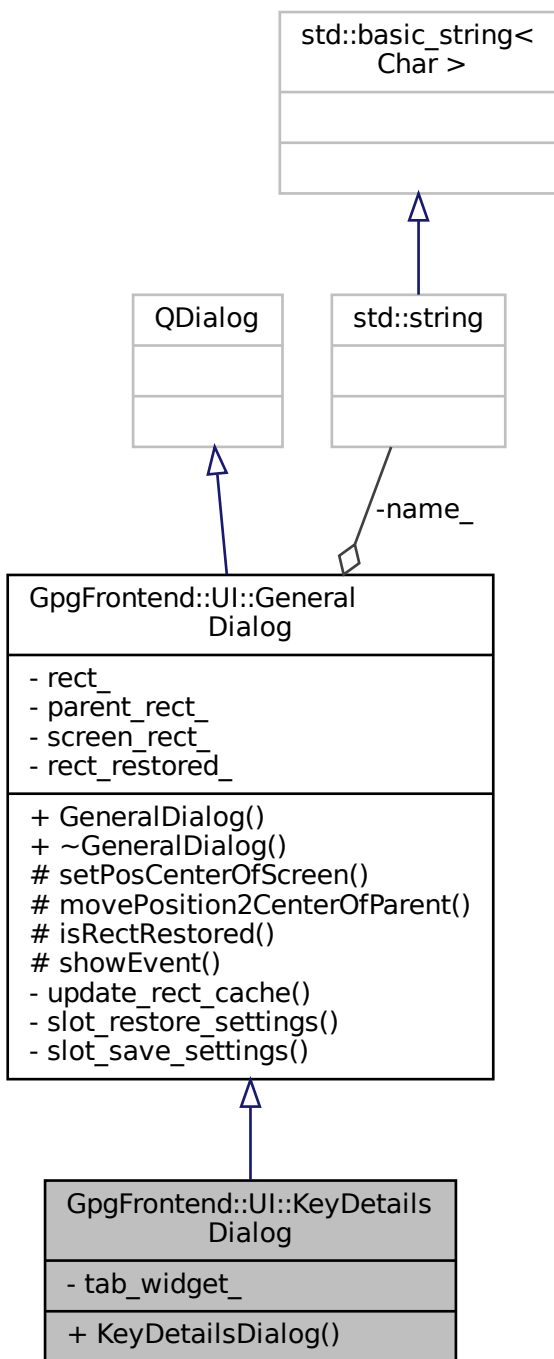 std::basic_string<
Char >
QDialog
std::string
-name_
GpgFrontend::UI::General
Dialog
- rect_
- parent_rect_
- screen_rect_
- rect_restored_
+ GeneralDialog()
+ ~GeneralDialog()
# setPosCenterOfScreen()
# movePosition2CenterOfParent()
# isRectRestored()
# showEvent()
- update_rect_cache()
- slot_restore_settings()
- slot_save_settings()
GpgFrontend::UI::KeyDetails
Dialog
- tab_widget_
+ KeyDetailsDialog()